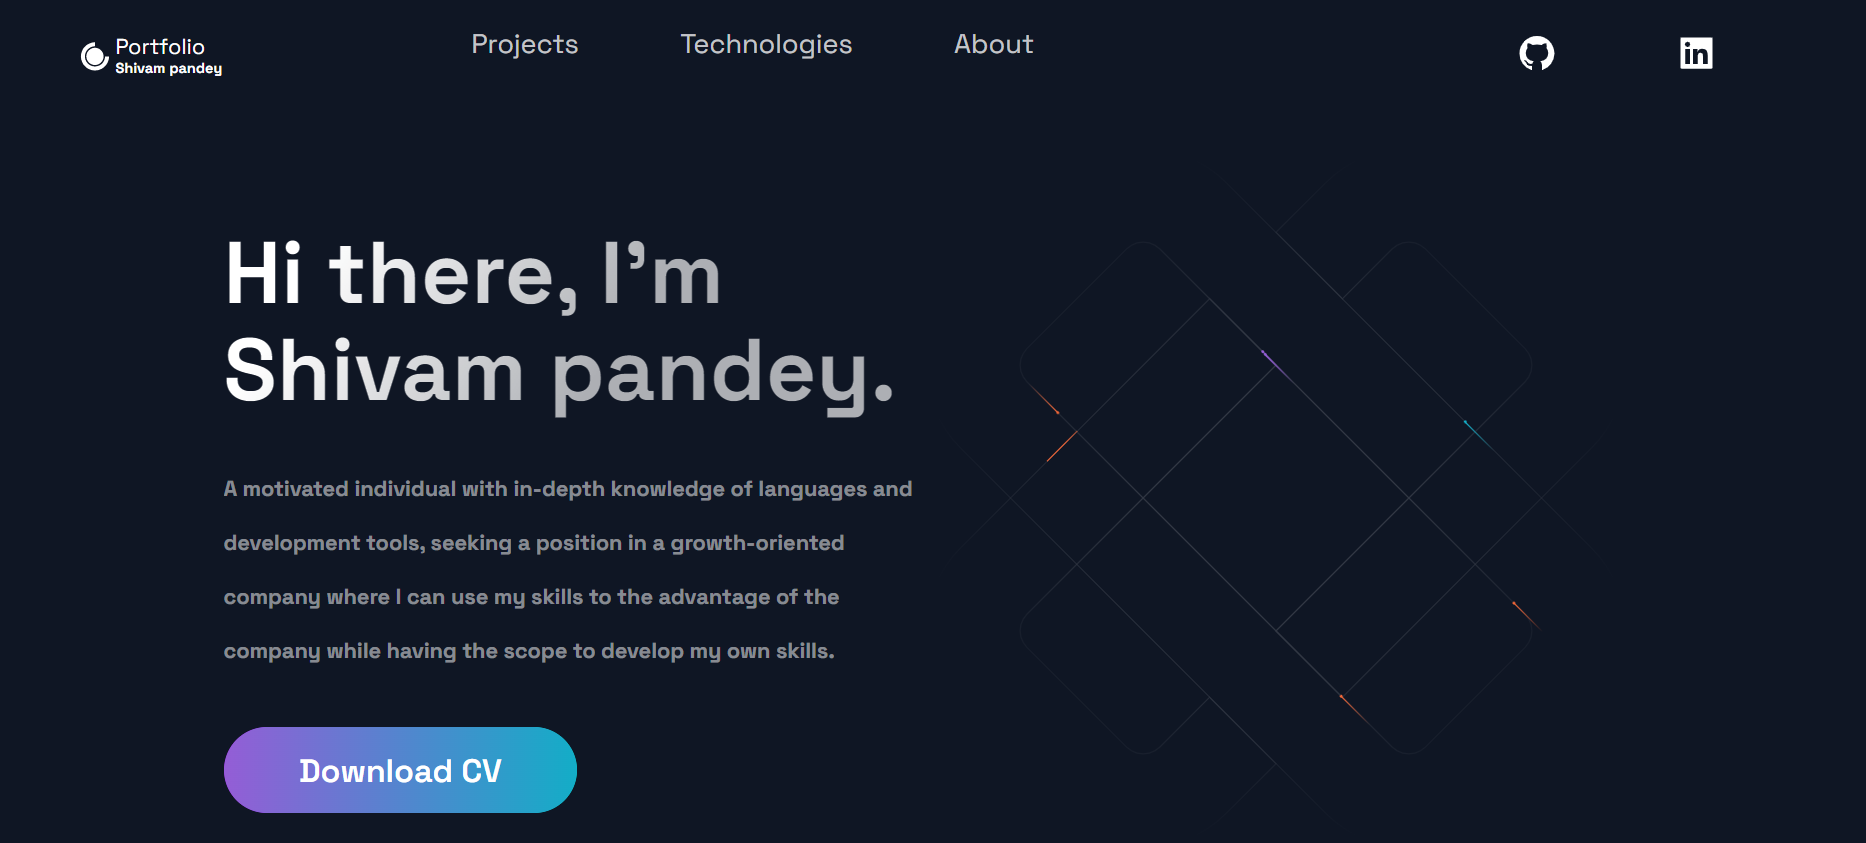 Portfolio
Shivam pandey
Projects
Technologies
About
in
Hi there, I’m
Shivam pandey.
A motivated individual with in-depth knowledge of languages and
development tools, seeking a position in a growth-oriented
company where I can use my skills to the advantage of the
company while having the scope to develop my own skills.
Download CV